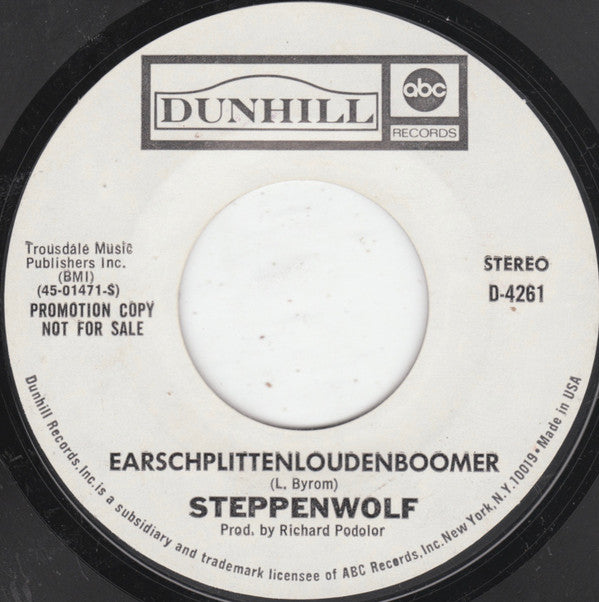 DUNHILL
abc
RECORDS
Trousdale Music
Publishers Inc.
(BMI)
(45-01471-S)
PROMOTION COPY
NOT FOR SALE
STEREO
D-4261
EARSCHPLITTENLOUDENBOOMER
(L. Byrom)
STEPPENWOLF
Prod. by Richard Podolor
Dunhill Records, Inc. is a subsidiary and trademark licensee of ABC Records, Inc. New York, N.Y. 10019 • Made in USA